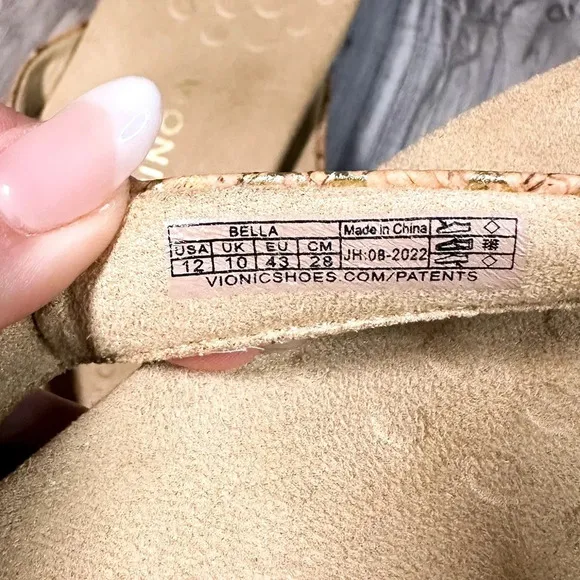 BELLA Made in China
USA UK EU CM
12 10 43 28 JH:08-2022
VIONICSHOES.COM/PATENTS